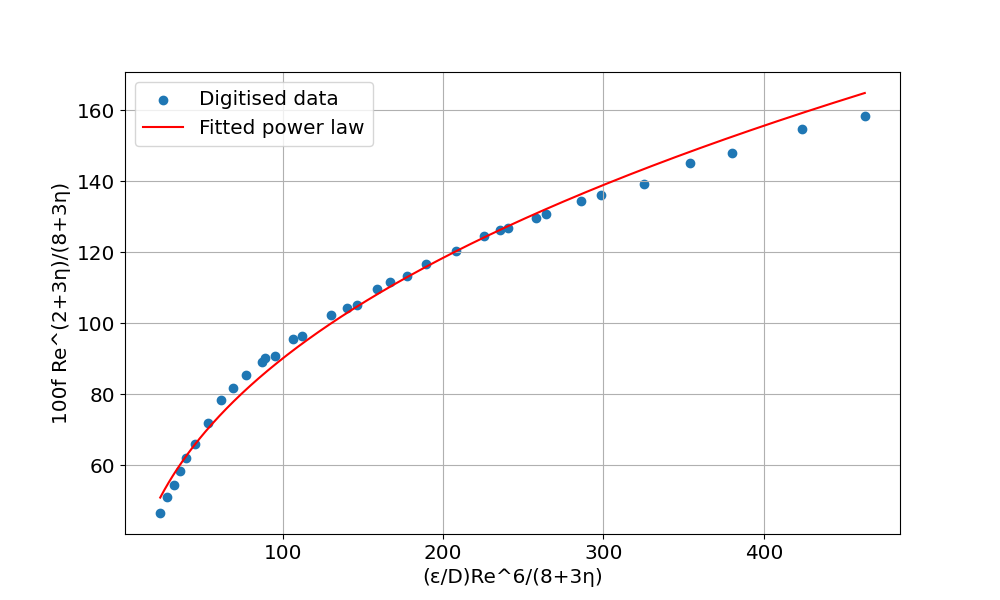 Digitised data
Fitted power law
160
140
120
100
80
60
100f Re^(2+3η)/(8+3η)
100 200 300 400
(ε/D)Re^6/(8+3η)